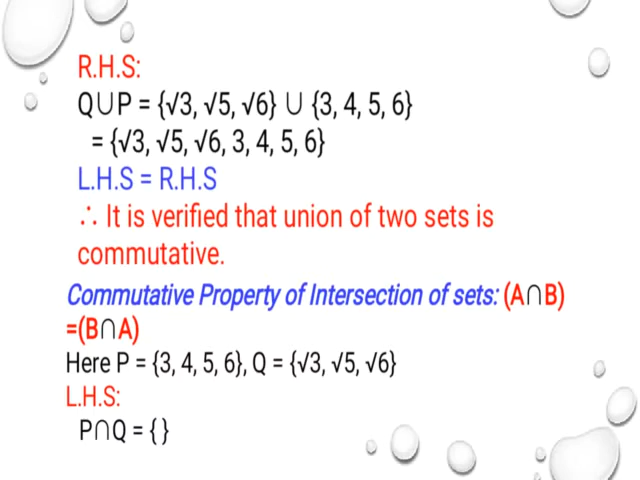 R.H.S:
Q∪P = {√3, √5, √6} ∪ {3, 4, 5, 6}
= {√3, √5, √6, 3, 4, 5, 6}
L.H.S = R.H.S
∴ It is verified that union of two sets is
commutative.
Commutative Property of Intersection of sets: (A∩B)
=(B∩A)
Here P = {3, 4, 5, 6}, Q = {√3, √5, √6}
L.H.S:
P∩Q = { }